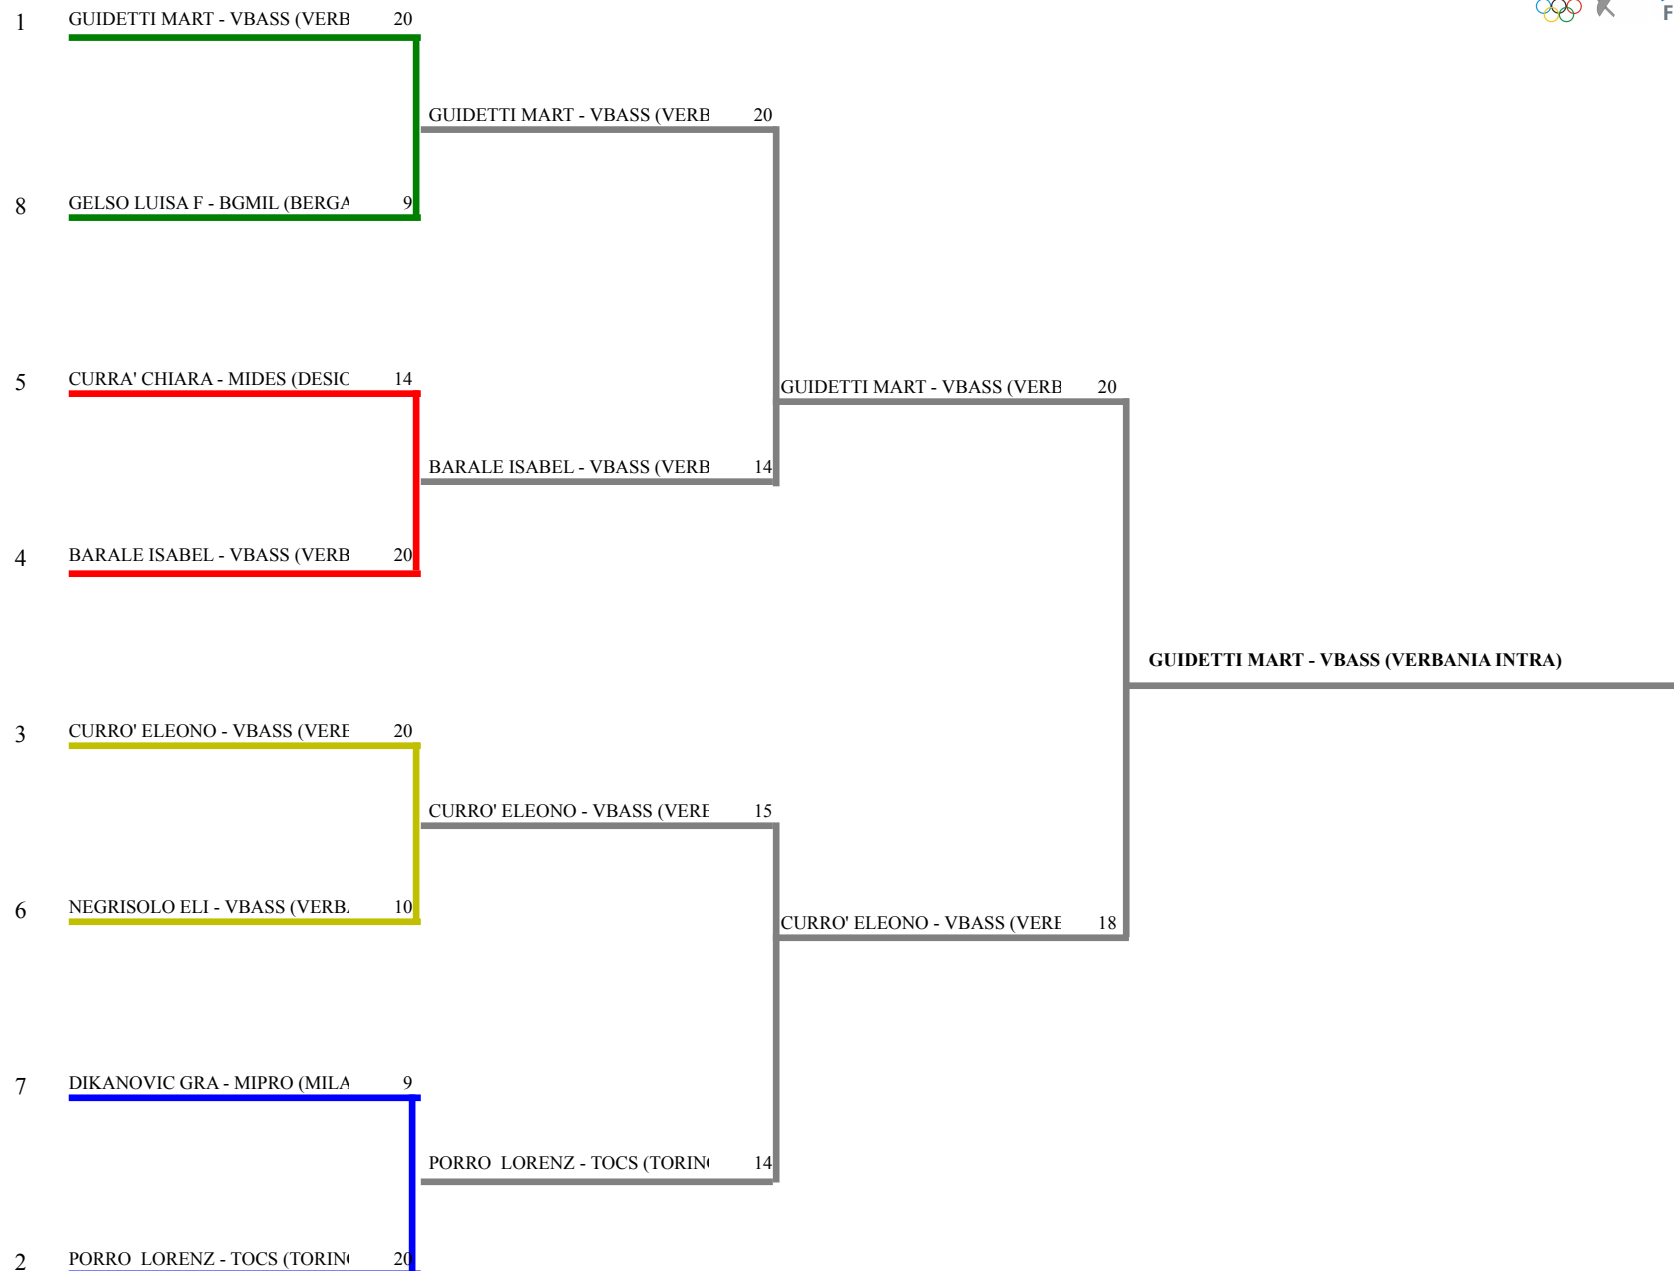 F
1 GUIDETTI MART - VBASS (VERB 20
GUIDETTI MART - VBASS (VERB 20
8 GELSO LUISA F - BGMIL (BERGA 9
5 CURRA' CHIARA - MIDES (DESIO 14
GUIDETTI MART - VBASS (VERB 20
BARALE ISABEL - VBASS (VERB 14
4 BARALE ISABEL - VBASS (VERB 20
GUIDETTI MART - VBASS (VERBANIA INTRA)
3 CURRO' ELEONO - VBASS (VERB 20
CURRO' ELEONO - VBASS (VERB 15
6 NEGRISOLO ELI - VBASS (VERB 10
CURRO' ELEONO - VBASS (VERB 18
7 DIKANOVIC GRA - MIPRO (MILA 9
PORRO LORENZ - TOCS (TORIN 14
2 PORRO LORENZ - TOCS (TORIN 20